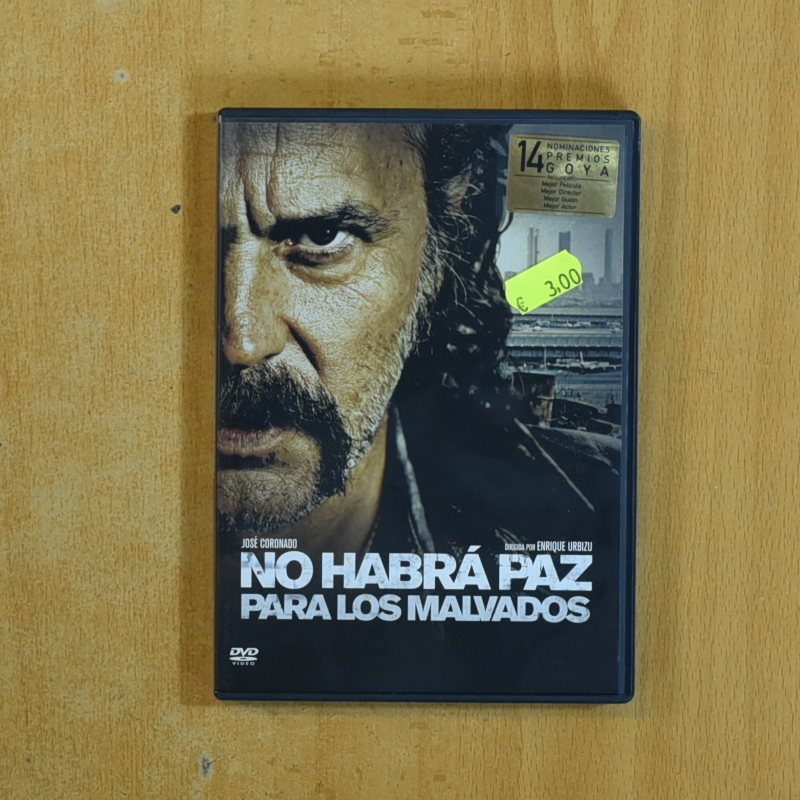 14 NOMINACIONES
PREMIOS
GOYA
INCLUYENDO
Mejor Película
Mejor Director
Mejor Guión
Mejor Actor
€ 3,00
JOSÉ CORONADO
DIRIGIDA POR ENRIQUE URBIZU
NO HABRÁ PAZ
PARA LOS MALVADOS
DVD
VIDEO